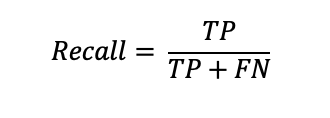 Recall = TP / TP + FN